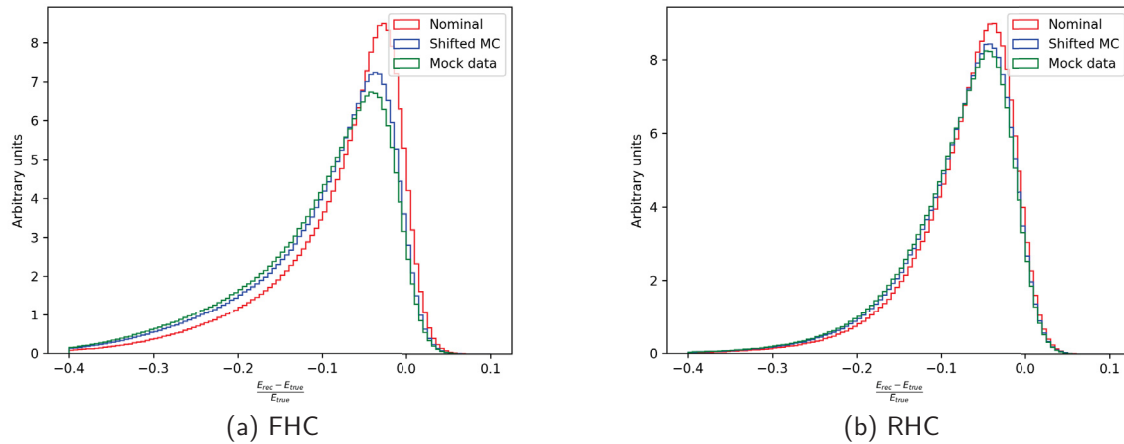 Nominal
Shifted MC
Mock data
Arbitrary units
8
7
6
5
4
3
2
1
0
−0.4 −0.3 −0.2 −0.1 0.0 0.1
E_rec − E_true
E_true
(a) FHC
Nominal
Shifted MC
Mock data
Arbitrary units
8
6
4
2
0
−0.4 −0.3 −0.2 −0.1 0.0 0.1
E_rec − E_true
E_true
(b) RHC